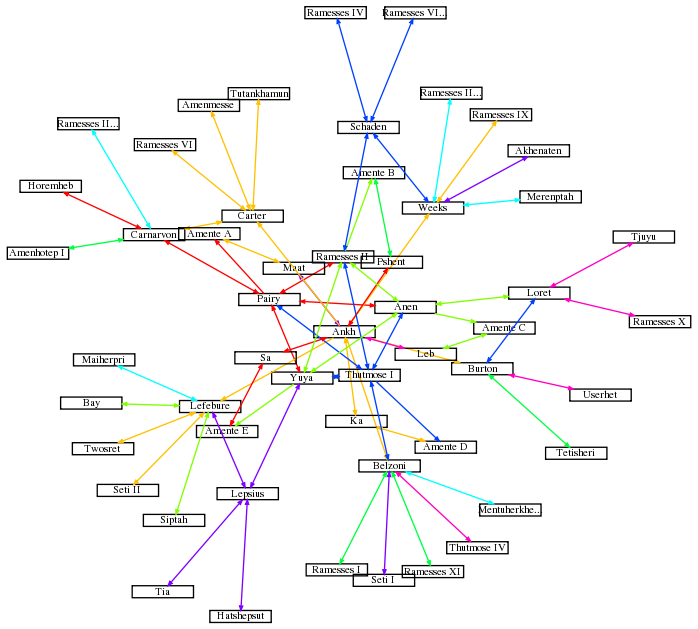 Ramesses IV
Ramesses VI...
Tutankhamun
Ramesses II...
Amenmesse
Ramesses IX
Ramesses II...
Schaden
Ramesses VI
Akhenaten
Amente B
Horemheb
Merenptah
Weeks
Carter
Carnarvon
Amente A
Tjuyu
Amenhotep I
Ramesses II
Pshent
Maat
Loret
Pairy
Anen
Ramesses X
Ankh
Amente C
Sa
Leb
Maiherpri
Burton
Yuya
Thutmose I
Userhet
Bay
Lefebure
Ka
Amente E
Twosret
Amente D
Tetisheri
Belzoni
Seti II
Lepsius
Mentuherkhe...
Siptah
Thutmose IV
Ramesses I
Ramesses XI
Seti I
Tia
Hatshepsut